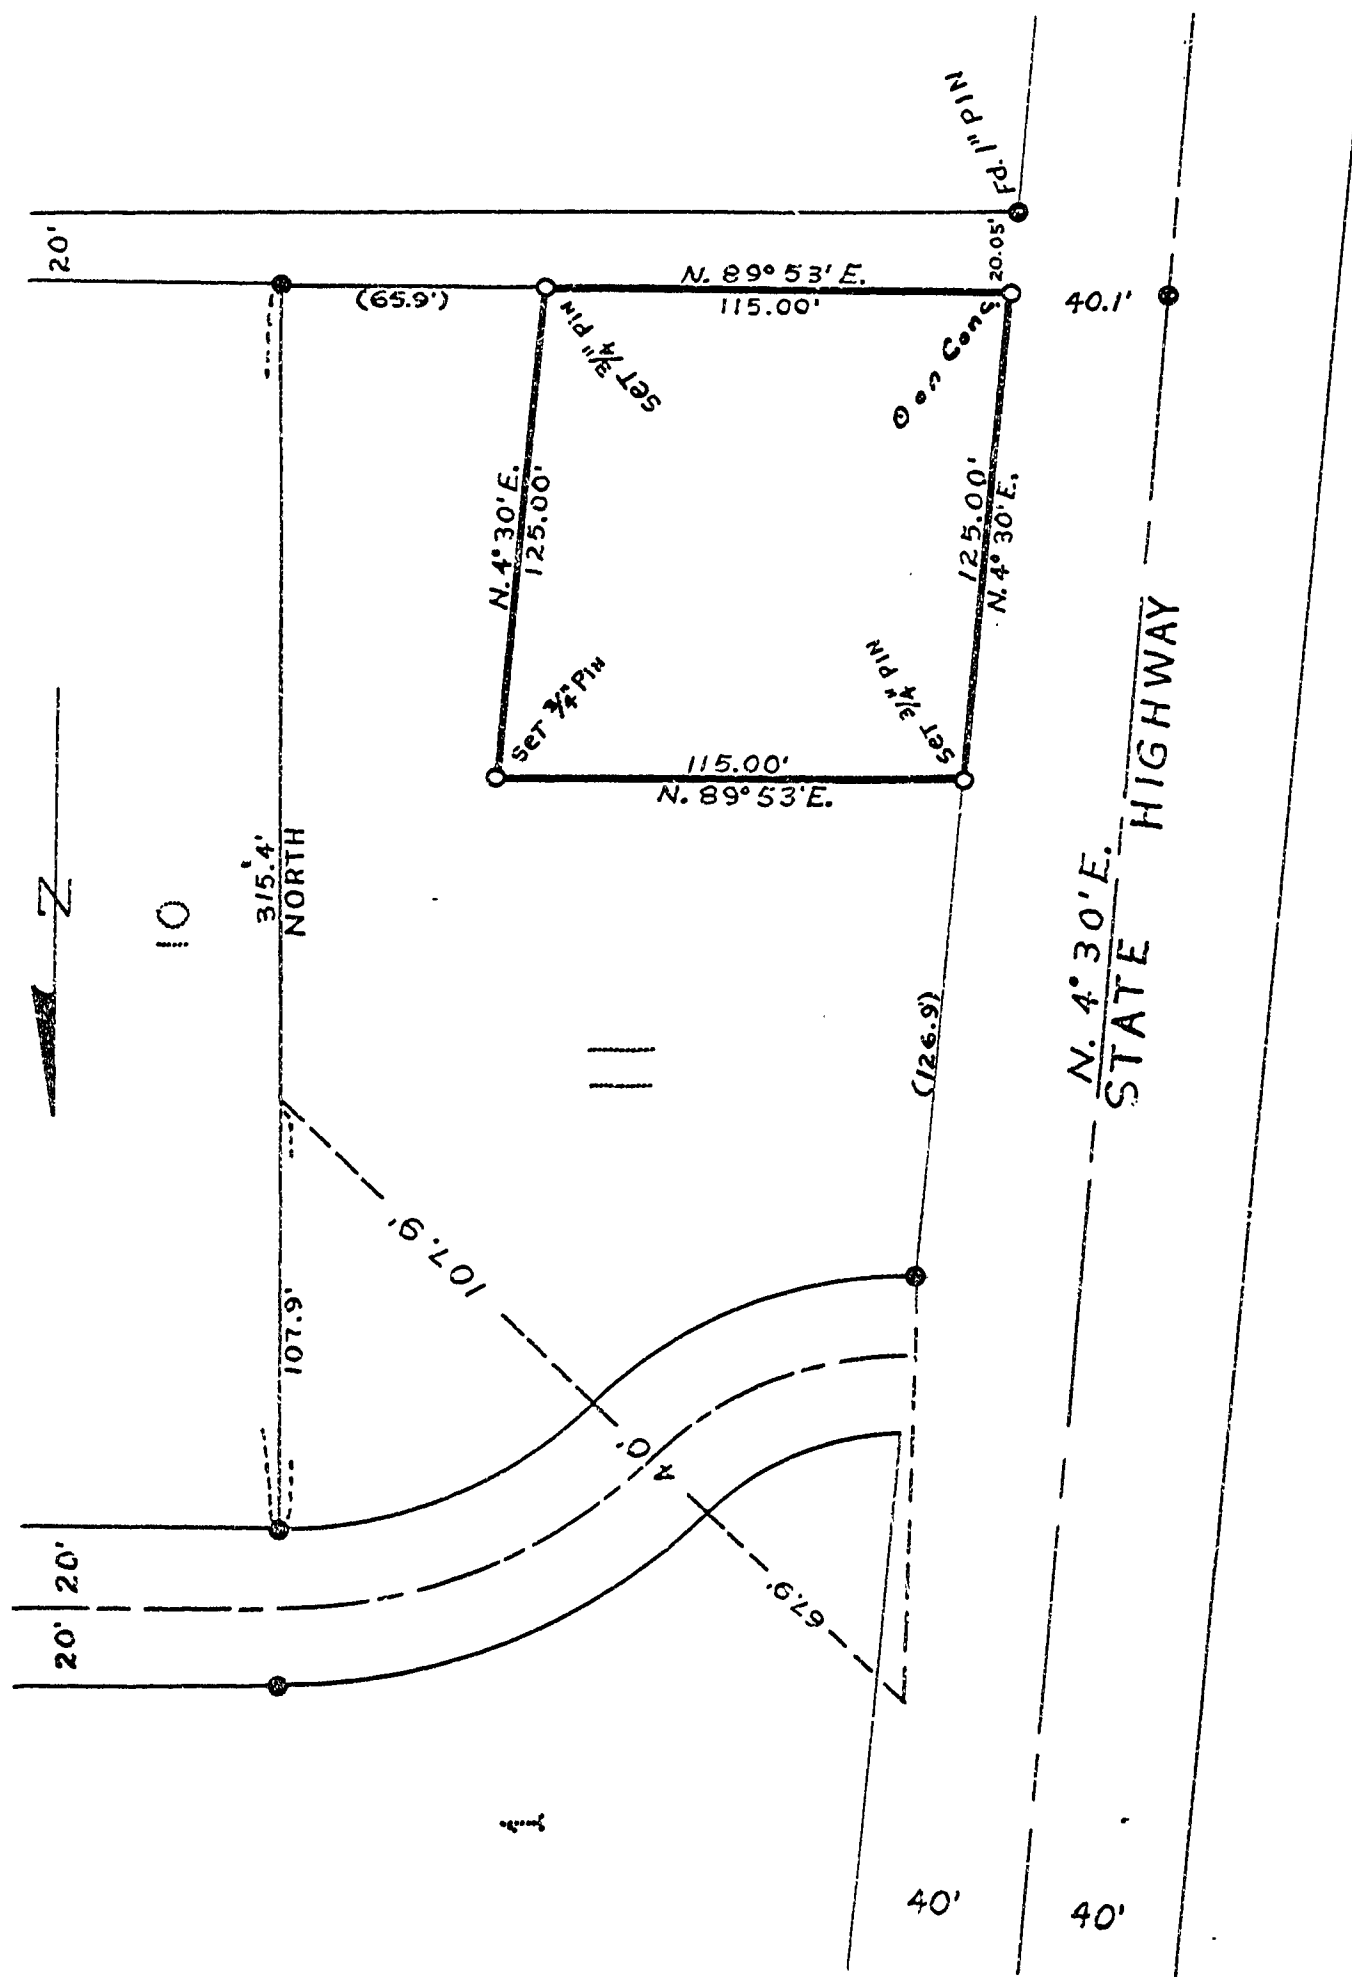 Fd. 1" PIN
20'
20.05'
N. 89° 53' E.
115.00'
(65.9')
40.1'
SET 3/4" PIN
O on Conc.
N. 4° 30' E.
125.00'
125.00'
N. 4° 30' E.
SET 3/4" PIN
SET 3/4" PIN
115.00'
N. 89° 53' E.
N
10
315.4'
NORTH
11
(126.9')
N. 4° 30' E.
STATE HIGHWAY
107.9'
107.9'
40'
67.9'
20'
20'
1
40'
40'